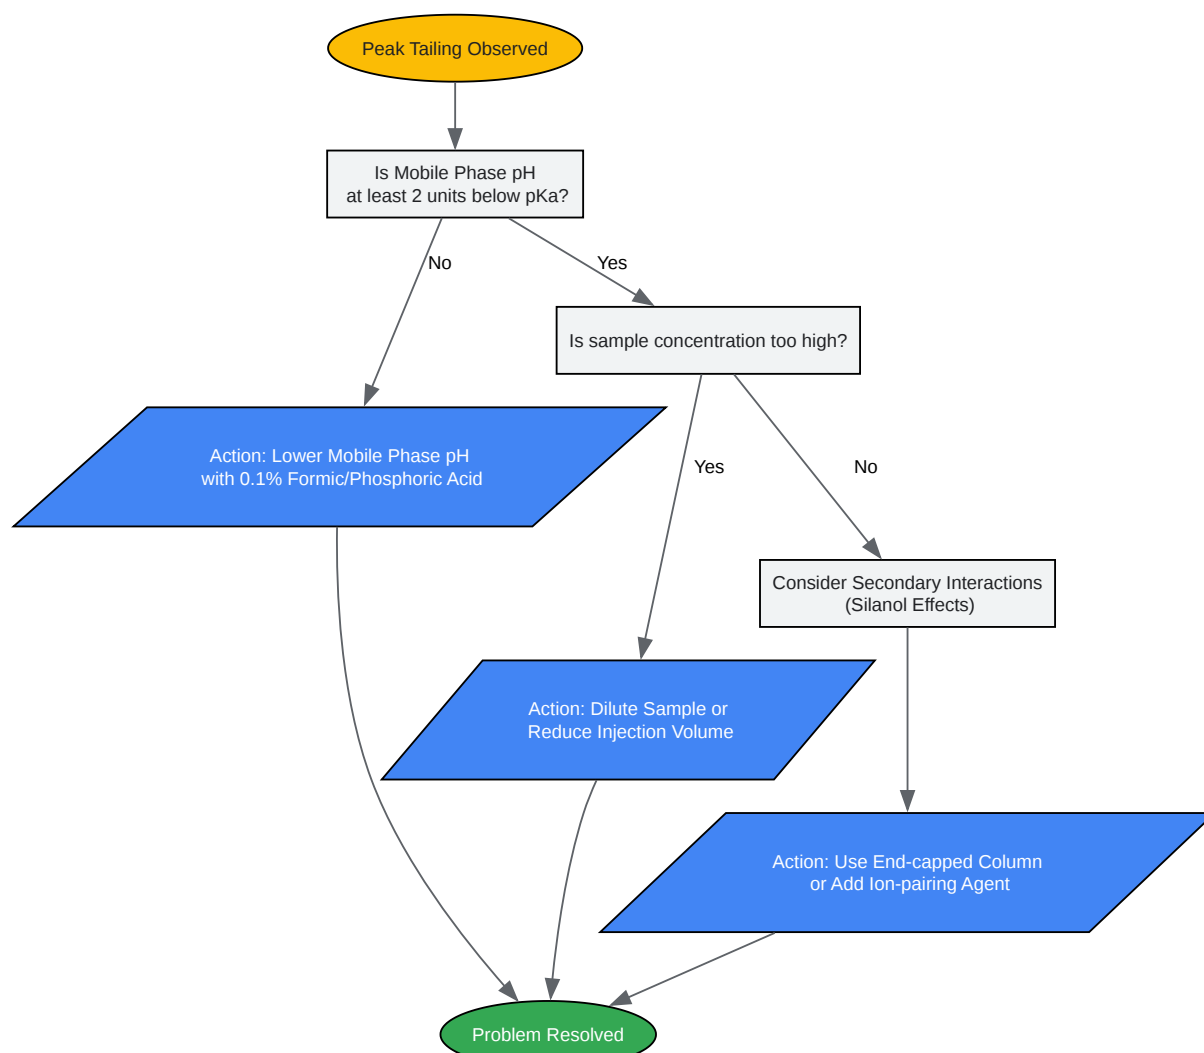 Peak Tailing Observed
Is Mobile Phase pH
at least 2 units below pKa?
No
Yes
Is sample concentration too high?
Action: Lower Mobile Phase pH
with 0.1% Formic/Phosphoric Acid
Yes
No
Consider Secondary Interactions
(Silanol Effects)
Action: Dilute Sample or
Reduce Injection Volume
Action: Use End-capped Column
or Add Ion-pairing Agent
Problem Resolved